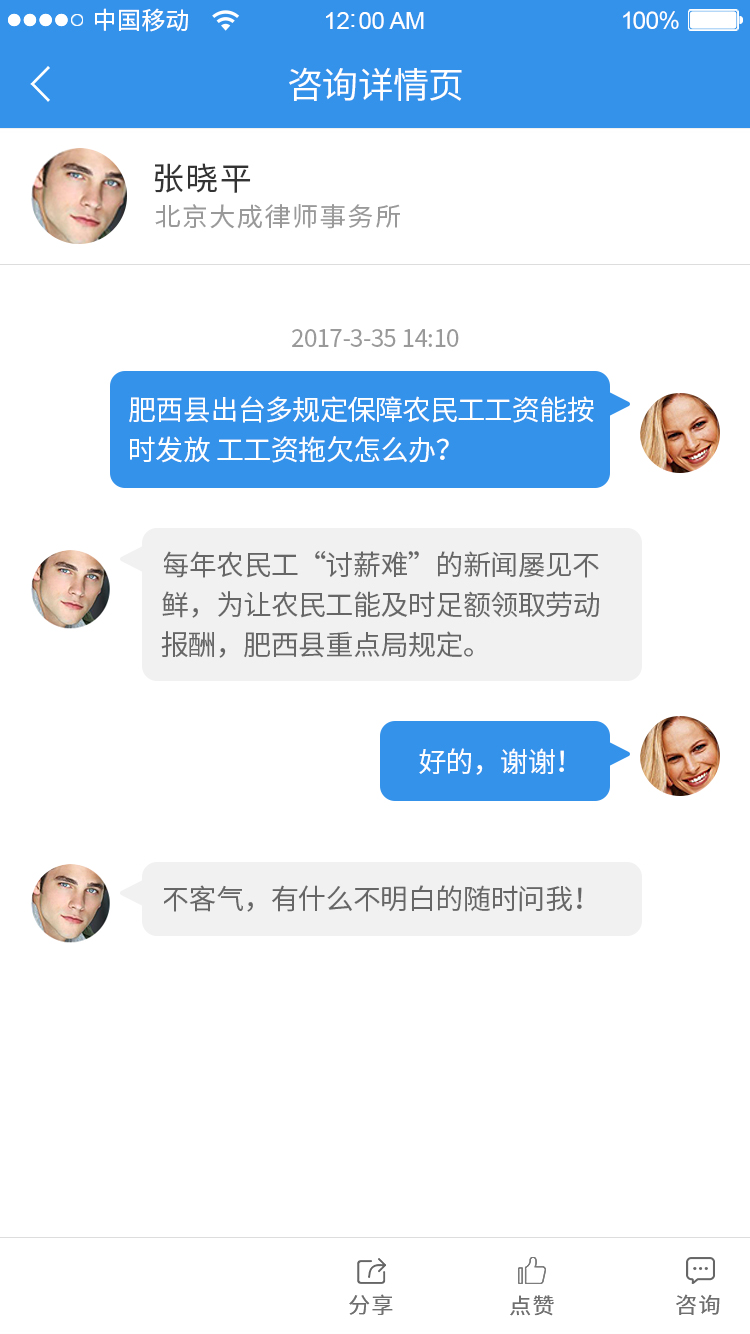 中国移动 12:00 AM 100%
咨询详情页
张晓平
北京大成律师事务所
2017-3-35 14:10
肥西县出台多规定保障农民工工资能按
时发放 工工资拖欠怎么办?
每年农民工“讨薪难”的新闻屡见不
鲜，为让农民工能及时足额领取劳动
报酬，肥西县重点局规定。
好的，谢谢！
不客气，有什么不明白的随时问我！
分享 点赞 咨询